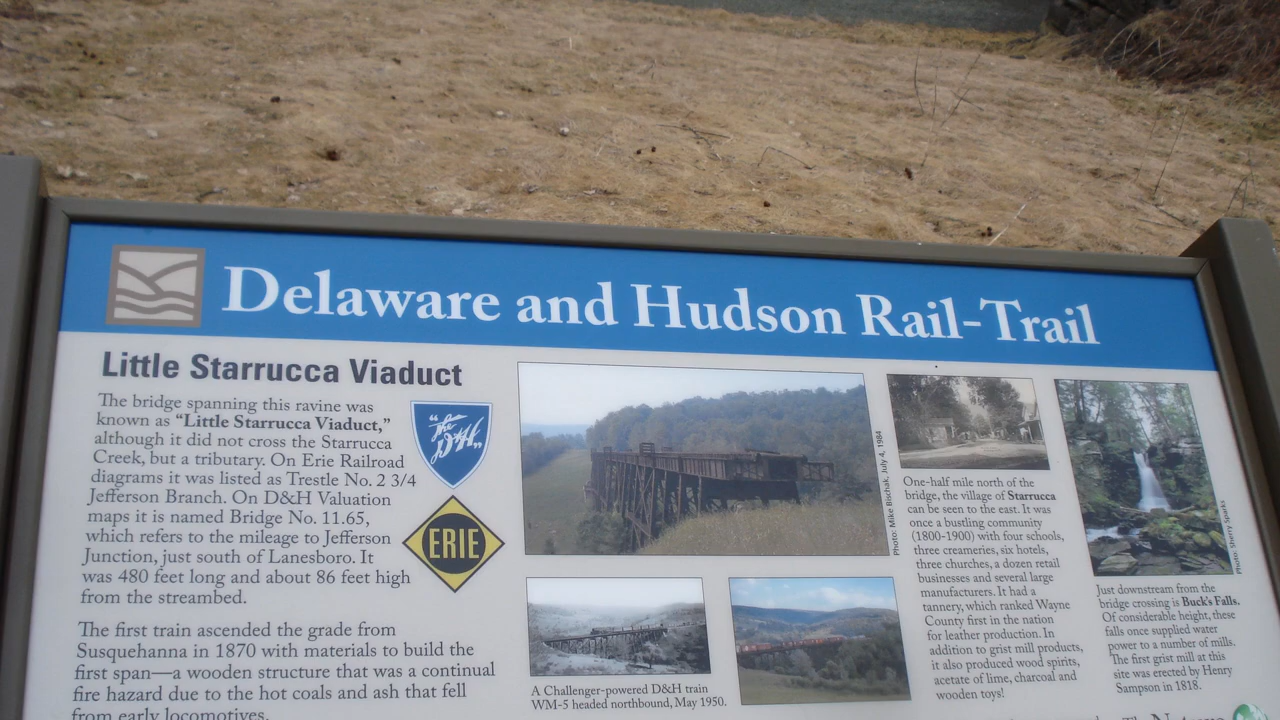 Delaware and Hudson Rail-Trail
Little Starrucca Viaduct
The bridge spanning this ravine was
known as "Little Starrucca Viaduct,"
although it did not cross the Starrucca
Creek, but a tributary. On Erie Railroad
diagrams it was listed as Trestle No. 2 3/4
Jefferson Branch. On D&H Valuation
maps it is named Bridge No. 11.65,
which refers to the mileage to Jefferson
Junction, just south of Lanesboro. It
was 480 feet long and about 86 feet high
from the streambed.
The first train ascended the grade from
Susquehanna in 1870 with materials to build the
first span—a wooden structure that was a continual
fire hazard due to the hot coals and ash that fell
from early locomotives.
"The
D&H"
ERIE
Photo: Mike Bischak, July 4, 1984
A Challenger-powered D&H train
WM-5 headed northbound, May 1950.
One-half mile north of the
bridge, the village of Starrucca
can be seen to the east. It was
once a bustling community
(1800-1900) with four schools,
three creameries, six hotels,
three churches, a dozen retail
businesses and several large
manufacturers. It had a
tannery, which ranked Wayne
County first in the nation
for leather production. In
addition to grist mill products,
it also produced wood spirits,
acetate of lime, charcoal and
wooden toys!
Photo: Sherry Sparks
Just downstream from the
bridge crossing is Buck's Falls.
Of considerable height, these
falls once supplied water
power to a number of mills.
The first grist mill at this
site was erected by Henry
Sampson in 1818.
The